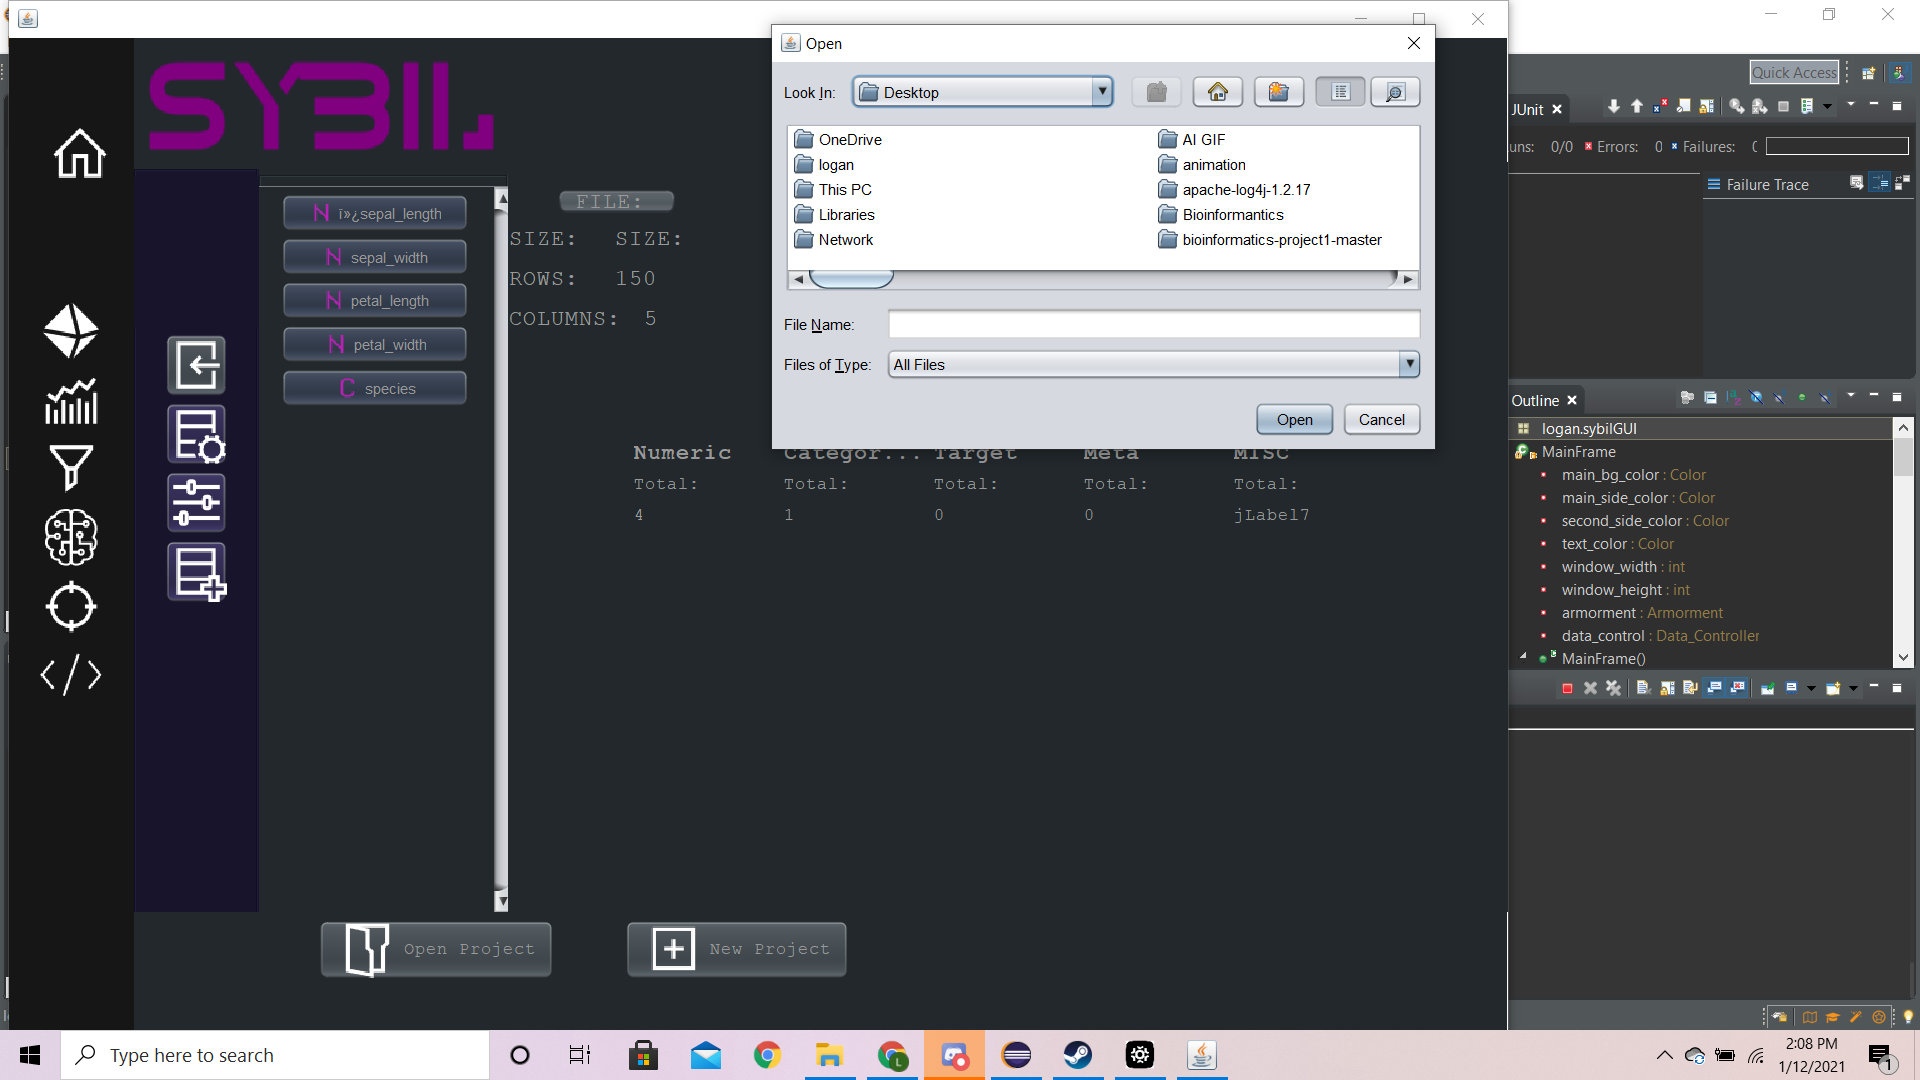 SYBIL
ï»¿sepal_length
sepal_width
petal_length
petal_width
species
FILE:
SIZE: SIZE:
ROWS: 150
COLUMNS: 5
Numeric Categor... Target Meta MISC
Total: Total: Total: Total: Total:
4 1 0 0 jLabel7
Open Project
New Project
Open
Look In: Desktop
OneDrive
logan
This PC
Libraries
Network
AI GIF
animation
apache-log4j-1.2.17
Bioinformantics
bioinformatics-project1-master
File Name:
Files of Type: All Files
Open Cancel
Quick Access
JUnit
uns: 0/0 Errors: 0 Failures:
Failure Trace
Outline
logan.sybilGUI
MainFrame
main_bg_color : Color
main_side_color : Color
second_side_color : Color
text_color : Color
window_width : int
window_height : int
armorment : Armorment
data_control : Data_Controller
MainFrame()
Type here to search
2:08 PM
1/12/2021
1